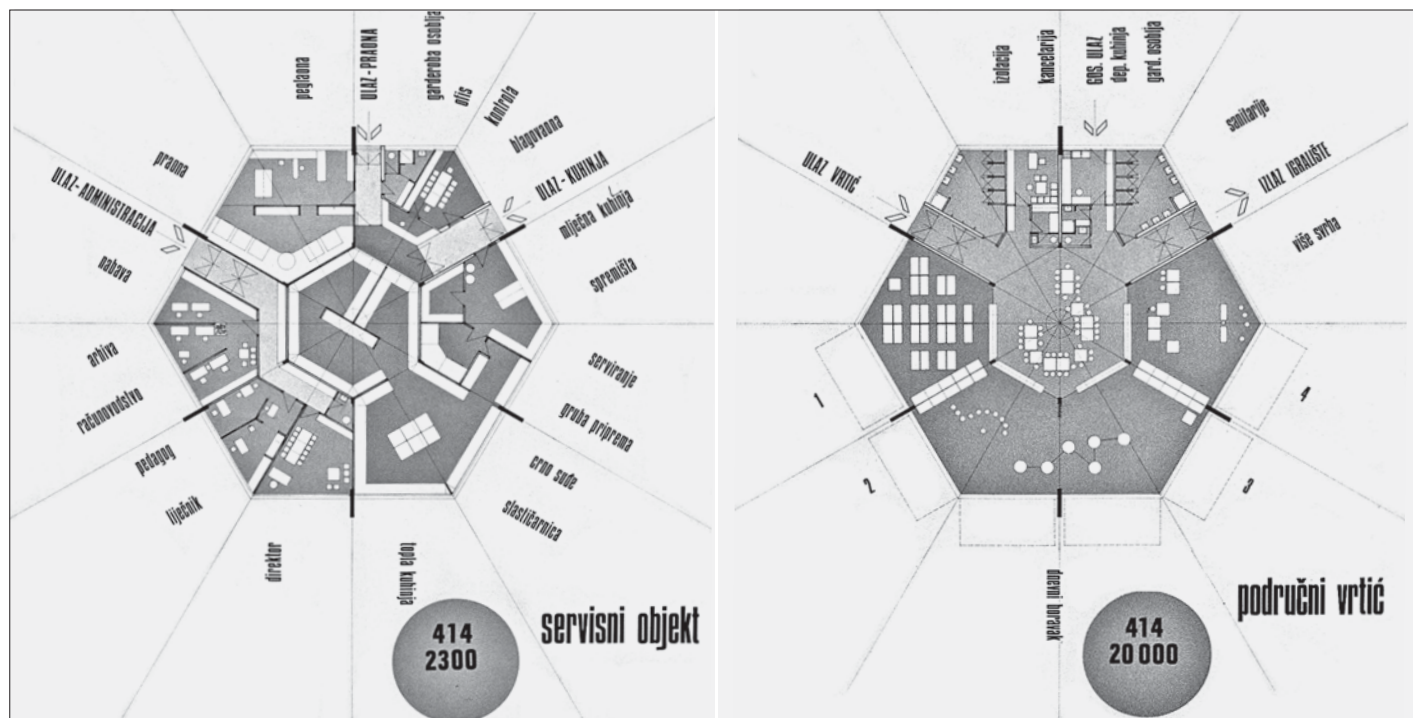 peglaona
ULAZ-PRAONA
garderoba osoblja
ofis
kontrola
blagovaona
ULAZ-KUHINJA
mliječna kuhinja
spremišta
serviranje
gruba priprema
crno suđe
slastičarnica
topla kuhinja
direktor
liječnik
pedagog
računovodstvo
arhiva
nabava
ULAZ-ADMINISTRACIJA
praona
414
2300
servisni objekt
izolacija
kancelarija
GOS. ULAZ
dep. kuhinja
gard. osoblja
sanitarije
IZLAZ IGRALIŠTE
više svrha
4
3
dnevni boravak
2
1
ULAZ VRTIĆ
414
20 000
područni vrtić